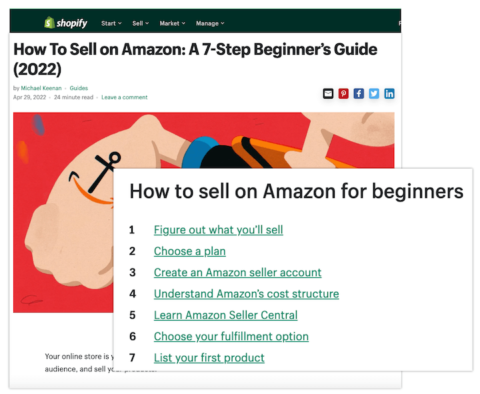 shopify Start Sell Market Manage
How To Sell on Amazon: A 7-Step Beginner's Guide
(2022)
by Michael Keenan · Guides
Apr 25, 2022 · 24 minute read · Leave a comment
How to sell on Amazon for beginners
1 Figure out what you'll sell
2 Choose a plan
3 Create an Amazon seller account
4 Understand Amazon's cost structure
5 Learn Amazon Seller Central
6 Choose your fulfillment option
7 List your first product
Your online store is
audience, and sell